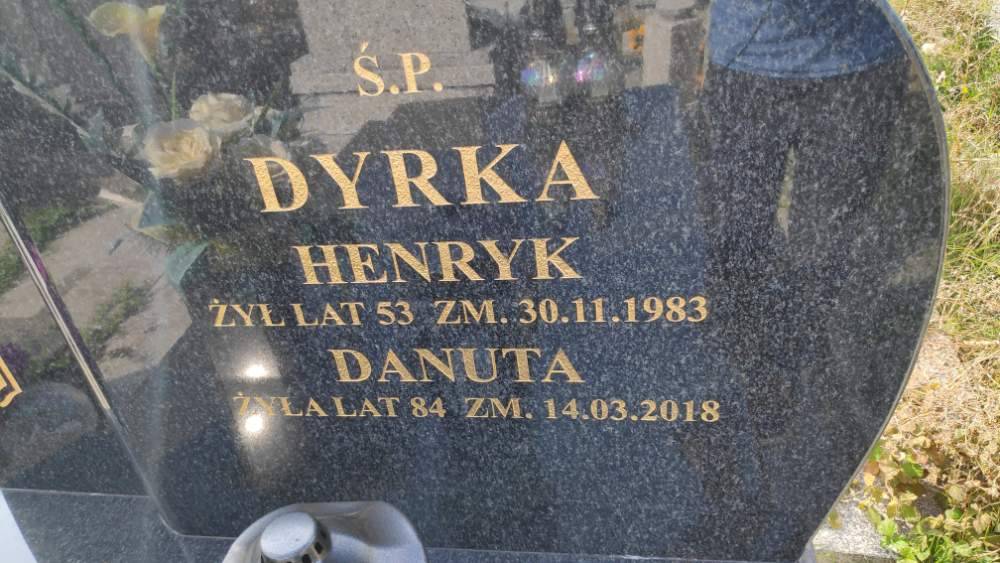 Ś.P.
DYRKA
HENRYK
ŻYŁ LAT 53 ZM. 30.11.1983
DANUTA
ŻYŁA LAT 84 ZM. 14.03.2018